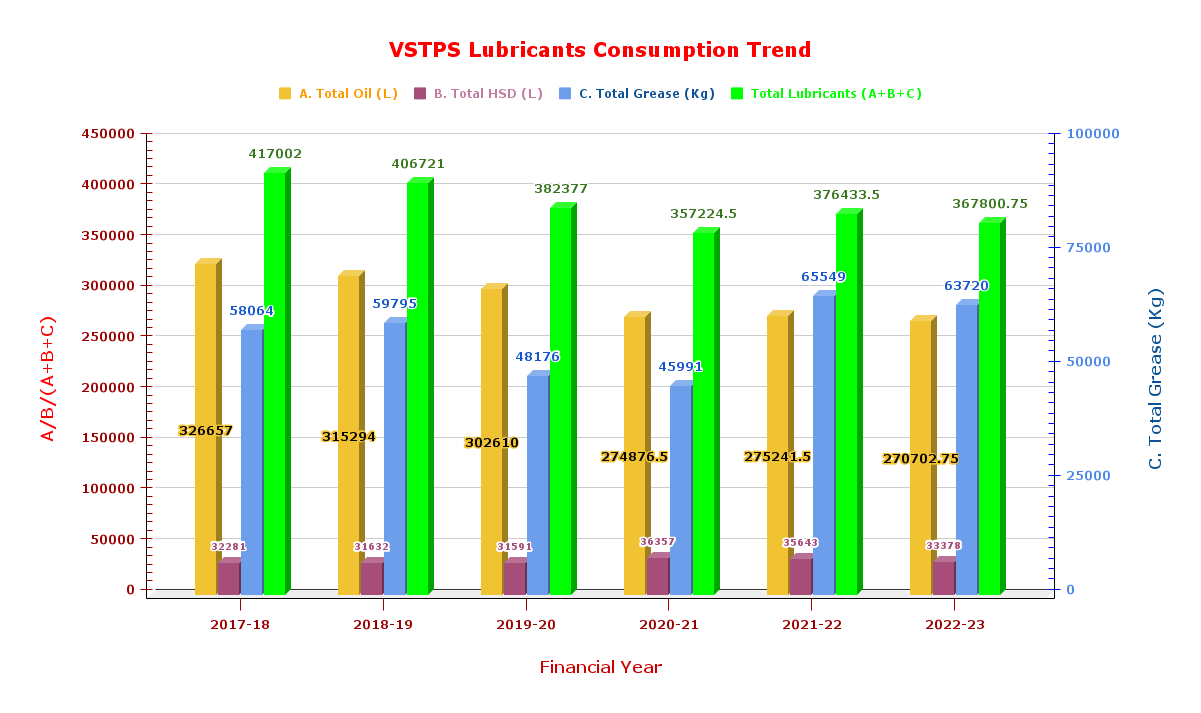 VSTPS Lubricants Consumption Trend
A. Total Oil (L) B. Total HSD (L) C. Total Grease (Kg) Total Lubricants (A+B+C)
A/B/(A+B+C)
450000
400000
350000
300000
250000
200000
150000
100000
50000
0
326657 32281 58064 417002
315294 31632 59795 406721
302610 31591 48176 382377
274876.5 36357 45991 357224.5
275241.5 35643 65549 376433.5
270702.75 33378 63720 367800.75
100000
75000
50000
25000
0
C. Total Grease (Kg)
2017-18 2018-19 2019-20 2020-21 2021-22 2022-23
Financial Year